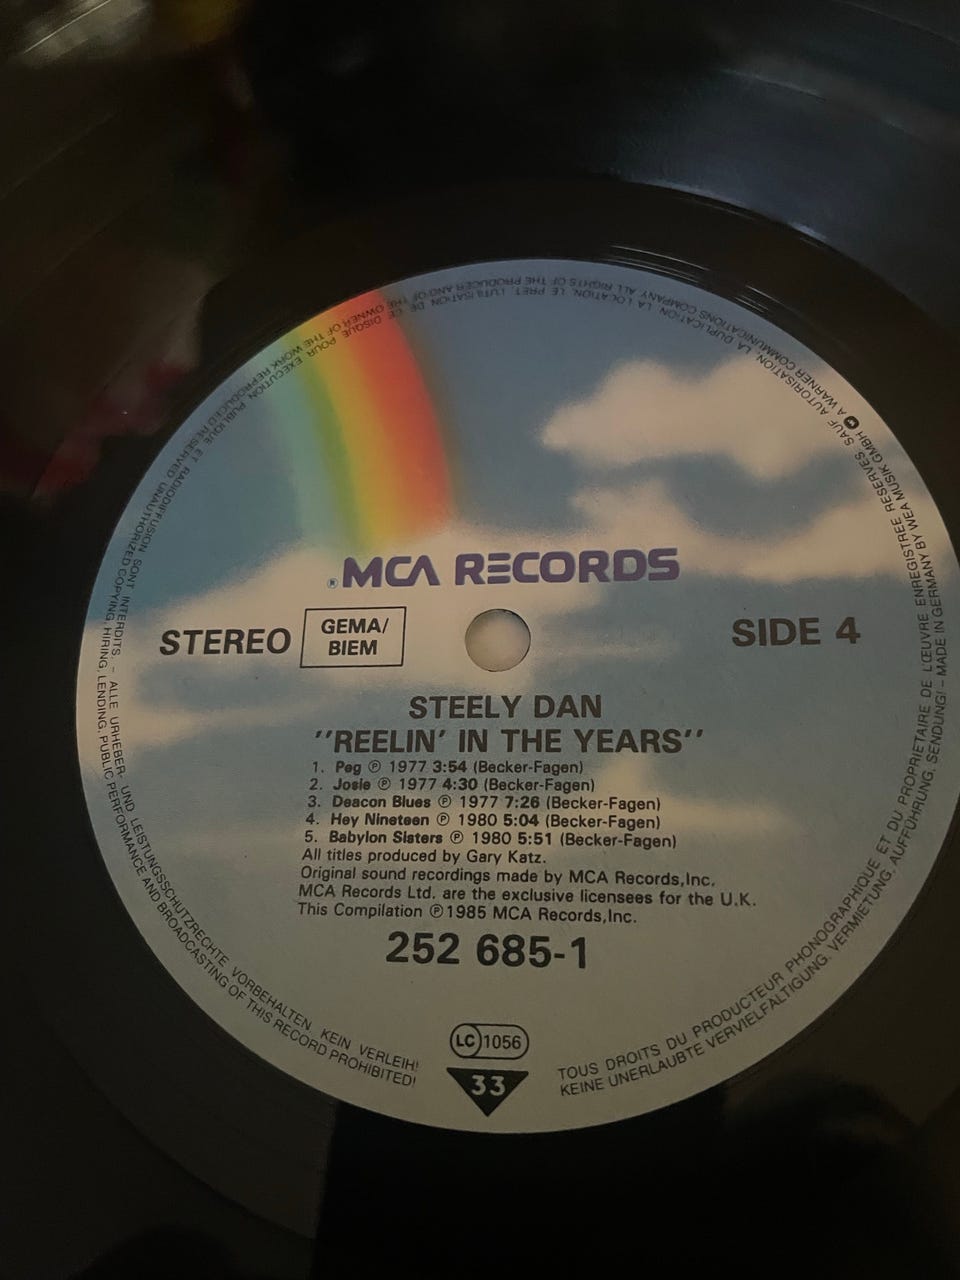 ® MCA RECORDS
STEREO
GEMA/
BIEM
SIDE 4
STEELY DAN
"REELIN' IN THE YEARS"
1. Peg ℗ 1977 3:54 (Becker-Fagen)
2. Josie ℗ 1977 4:30 (Becker-Fagen)
3. Deacon Blues ℗ 1977 7:26 (Becker-Fagen)
4. Hey Nineteen ℗ 1980 5:04 (Becker-Fagen)
5. Babylon Sisters ℗ 1980 5:51 (Becker-Fagen)
All titles produced by Gary Katz.
Original sound recordings made by MCA Records,Inc.
MCA Records Ltd. are the exclusive licensees for the U.K.
This Compilation ℗1985 MCA Records,Inc.
252 685-1
LC 1056
33
TOUS DROITS DU PRODUCTEUR PHONOGRAPHIQUE ET DU PROPRIETAIRE DE L'ŒUVRE ENREGISTREE RESERVES. SAUF AUTORISATION, LA DUPLICATION, LA LOCATION, LE PRET, L'UTILISATION DE CE DISQUE POUR EXECUTION PUBLIQUE ET RADIODIFFUSION SONT INTERDITS. – ALLE URHEBER- UND LEISTUNGSSCHUTZRECHTE VORBEHALTEN. KEIN VERLEIH!
KEINE UNERLAUBTE VERVIELFÄLTIGUNG, VERMIETUNG, AUFFÜHRUNG, SENDUNG! – MADE IN GERMANY BY WEA MUSIK GMBH A WARNER COMMUNICATIONS COMPANY ALL RIGHTS OF THE PRODUCER AND OF THE OWNER OF THE WORK REPRODUCED RESERVED UNAUTHORIZED COPYING, HIRING, LENDING, PUBLIC PERFORMANCE AND BROADCASTING OF THIS RECORD PROHIBITED!